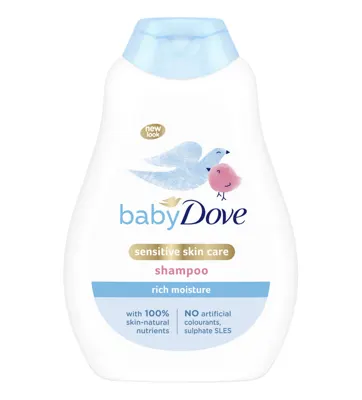 new
look
baby Dove
sensitive skin care
shampoo
rich moisture
with 100%
skin-natural
nutrients
NO artificial
colourants,
sulphate SLES